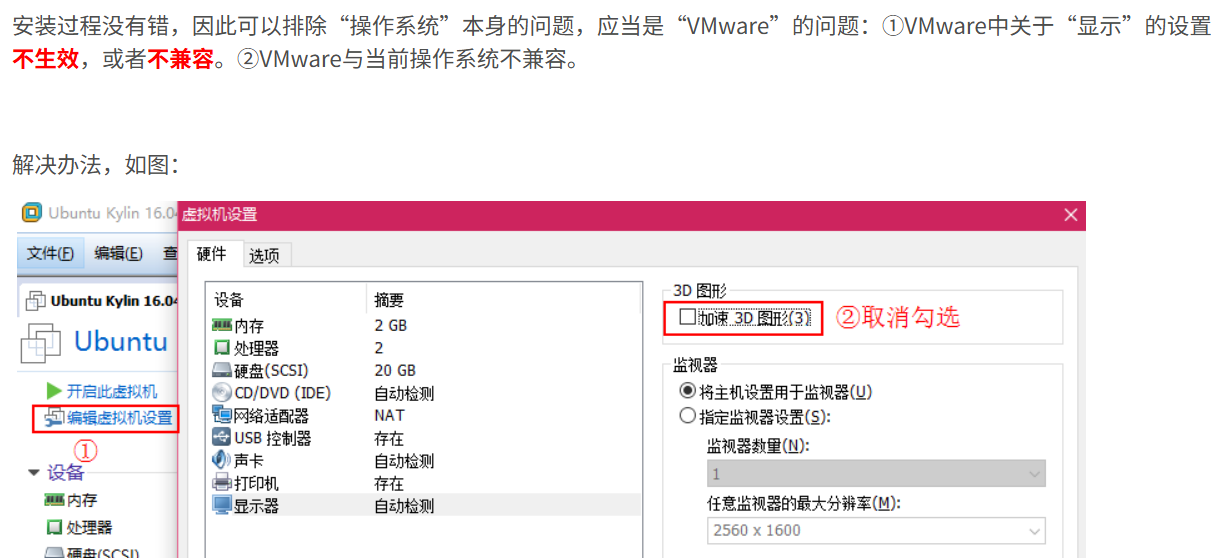 安装过程没有错，因此可以排除“操作系统”本身的问题，应当是“VMware”的问题：①VMware中关于“显示”的设置
不生效，或者不兼容。②VMware与当前操作系统不兼容。
解决办法，如图：
Ubuntu Kylin 16.04
虚拟机设置
文件(F) 编辑(E) 查
硬件 选项
Ubuntu Kylin 16.04
Ubuntu
开启此虚拟机
编辑虚拟机设置
①
设备
内存
处理器
硬盘(SCSI)
设备 摘要
内存 2 GB
处理器 2
硬盘(SCSI) 20 GB
CD/DVD (IDE) 自动检测
网络适配器 NAT
USB 控制器 存在
声卡 自动检测
打印机 存在
显示器 自动检测
3D 图形
加速 3D 图形(3) ②取消勾选
监视器
将主机设置用于监视器(U)
指定监视器设置(S):
监视器数量(N):
1
任意监视器的最大分辨率(M):
2560 x 1600